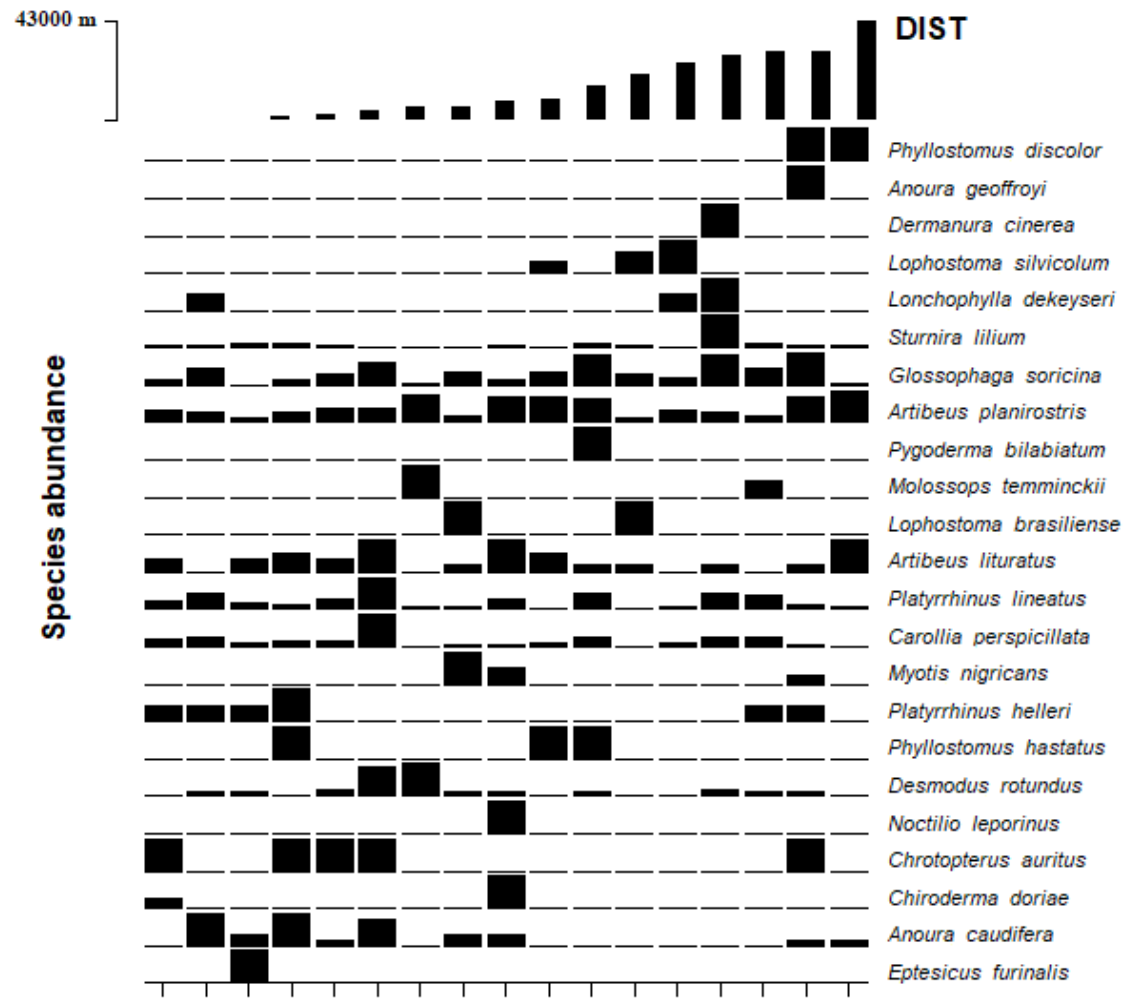 43000 m
DIST
Phyllostomus discolor
Anoura geoffroyi
Dermanura cinerea
Lophostoma silvicolum
Lonchophylla dekeyseri
Sturnira lilium
Glossophaga soricina
Artibeus planirostris
Pygoderma bilabiatum
Molossops temminckii
Lophostoma brasiliense
Artibeus lituratus
Platyrrhinus lineatus
Carollia perspicillata
Myotis nigricans
Platyrrhinus helleri
Phyllostomus hastatus
Desmodus rotundus
Noctilio leporinus
Chrotopterus auritus
Chiroderma doriae
Anoura caudifera
Eptesicus furinalis
Species abundance